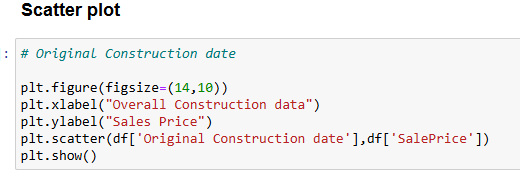 Scatter plot
: # Original Construction date
plt.figure(figsize=(14,10))
plt.xlabel("Overall Construction data")
plt.ylabel("Sales Price")
plt.scatter(df['Original Construction date'],df['SalePrice'])
plt.show()